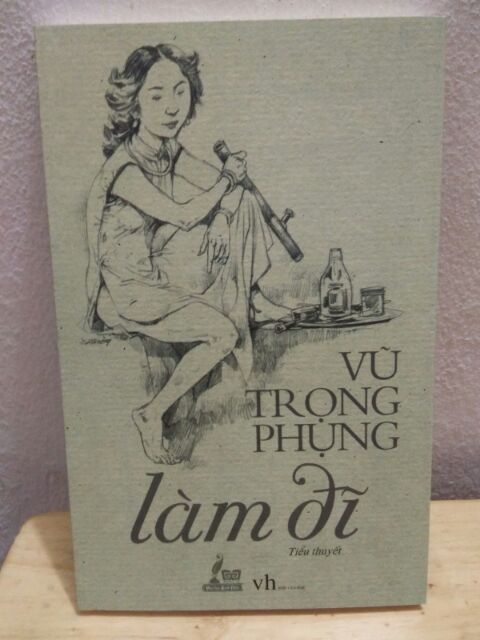 VŨ
TRỌNG
PHỤNG
làm đĩ
Tiểu thuyết
vh